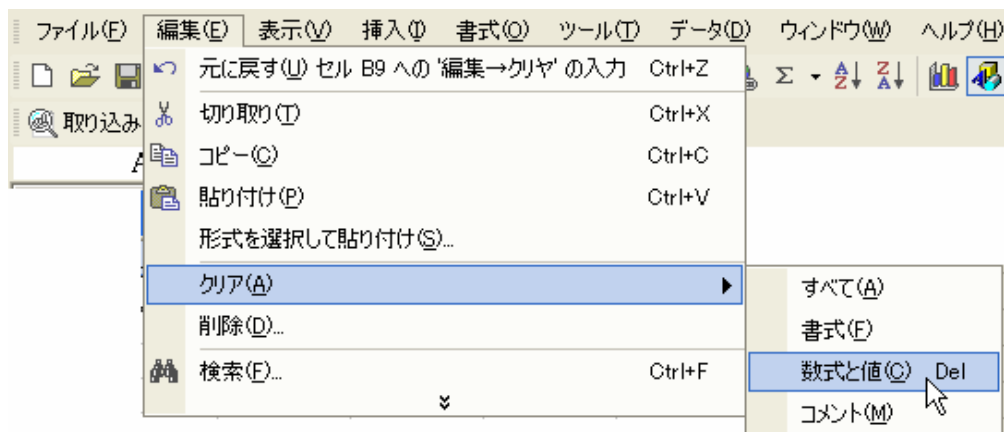 ファイル(F) 編集(E) 表示(V) 挿入(I) 書式(O) ツール(T) データ(D) ウィンドウ(W) ヘルプ(H)
元に戻す(U) セル B9 への '編集→クリヤ' の入力 Ctrl+Z
切り取り(T) Ctrl+X
取り込み
コピー(C) Ctrl+C
貼り付け(P) Ctrl+V
形式を選択して貼り付け(S)...
クリア(A)
すべて(A)
削除(D)...
書式(F)
検索(F)... Ctrl+F
数式と値(C) Del
コメント(M)